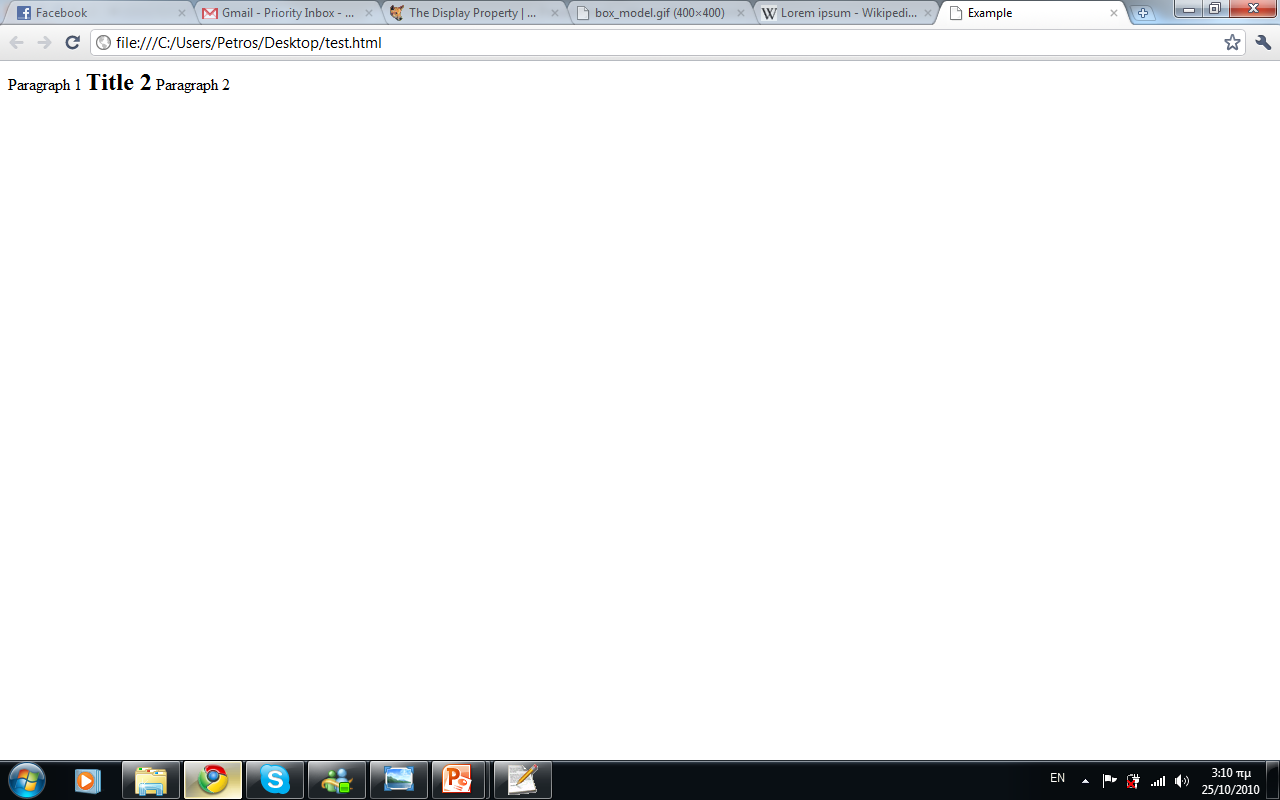 Facebook
Gmail - Priority Inbox - ...
The Display Property | ...
box_model.gif (400×400)
Lorem ipsum - Wikipedi...
Example
file:///C:/Users/Petros/Desktop/test.html
Paragraph 1 Title 2 Paragraph 2
EN
3:10 πμ
25/10/2010